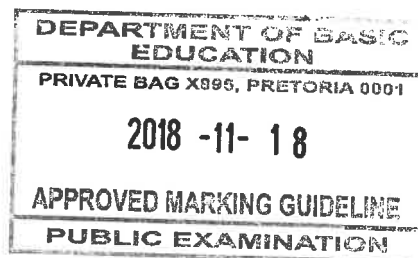 DEPARTMENT OF BASIC
EDUCATION
PRIVATE BAG X895, PRETORIA 0001
2018 -11- 18
APPROVED MARKING GUIDELINE
PUBLIC EXAMINATION